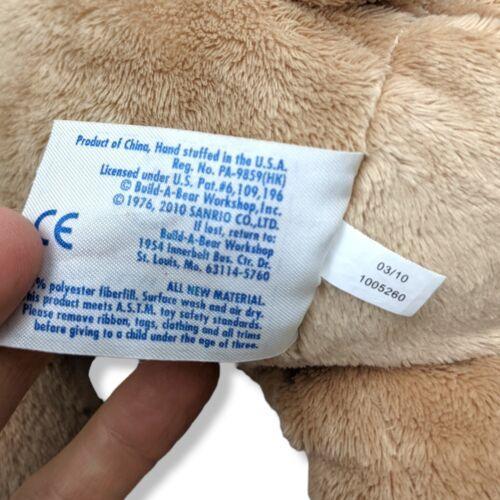 Product of China, Hand stuffed in the U.S.A.
Reg. No. PA-9859(HK)
Licensed under U.S. Pat.#6,109,196
© Build-A-Bear Workshop,Inc.
© 1976, 2010 SANRIO CO.,LTD.
If lost, return to:
Build-A-Bear Workshop
1954 Innerbelt Bus. Ctr Dr.
St. Louis, Mo. 63114-5760
CE
ALL NEW MATERIAL.
% polyester fiberfill. Surface wash and air dry.
his product meets A.S.T.M. toy safety standards.
Please remove ribbon, tags, clothing and all trims
before giving to a child under the age of three.
03/10
1005260